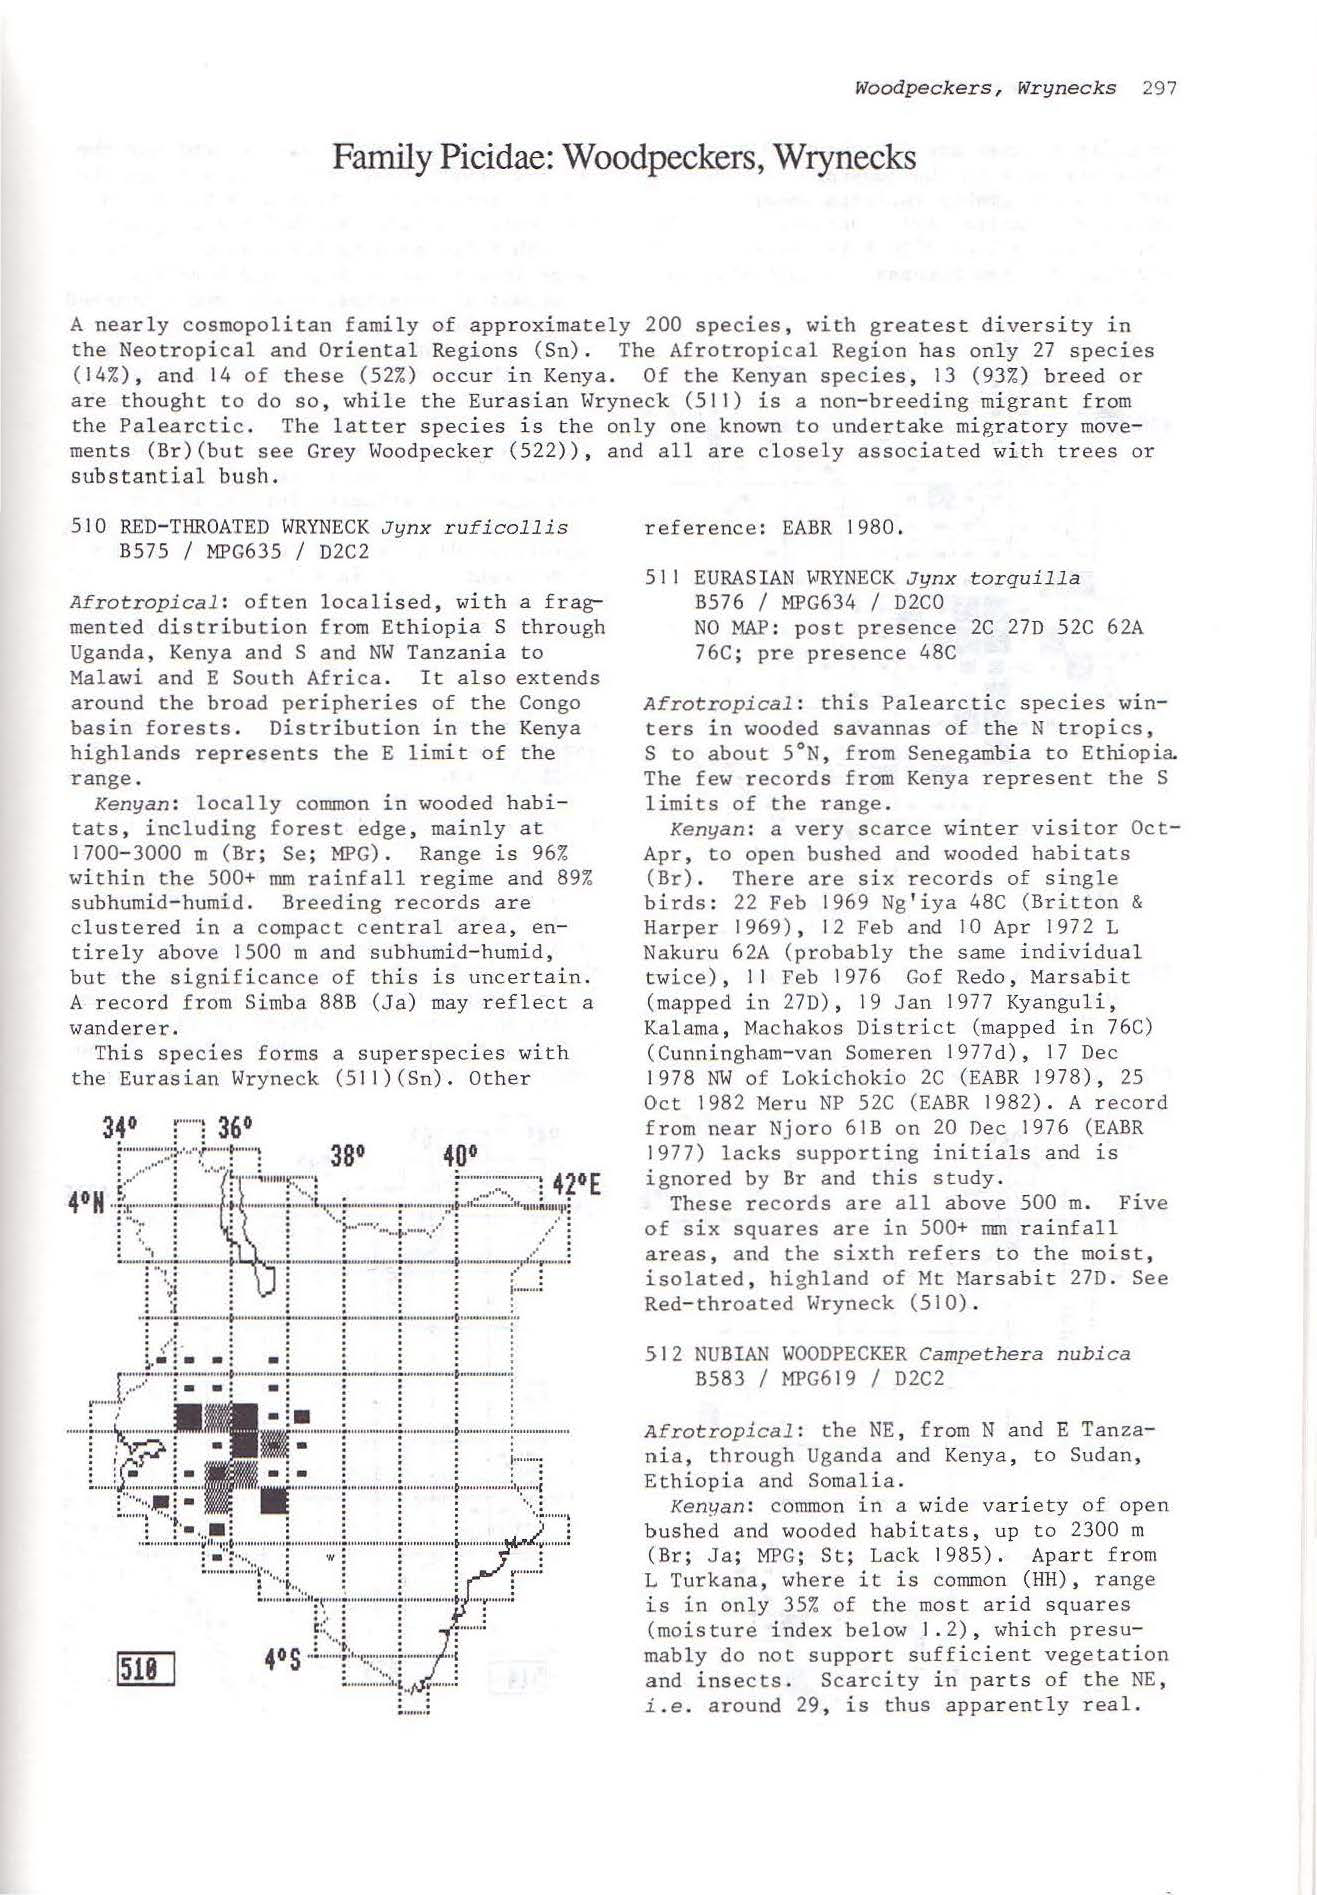 Woodpeckers, Wrynecks 297
Family Picidae: Woodpeckers, Wrynecks
A nearly cosmopolitan family of approximately 200 species, with greatest diversity in
the Neotropical and Oriental Regions (Sn). The Afrotropical Region has only 27 species
(14%), and 14 of these (52%) occur in Kenya. Of the Kenyan species, 13 (93%) breed or
are thought to do so, while the Eurasian Wryneck (511) is a non-breeding migrant from
the Palearctic. The latter species is the only one known to undertake migratory move-
ments (Br)(but see Grey Woodpecker (522)), and all are closely associated with trees or
substantial bush.
510 RED-THROATED WRYNECK Jynx ruficollis
B575 / MPG635 / D2C2
Afrotropical: often localised, with a frag-
mented distribution from Ethiopia S through
Uganda, Kenya and S and NW Tanzania to
Malawi and E South Africa. It also extends
around the broad peripheries of the Congo
basin forests. Distribution in the Kenya
highlands represents the E limit of the
range.
Kenyan: locally common in wooded habi-
tats, including forest edge, mainly at
1700-3000 m (Br; Se; MPG). Range is 96%
within the 500+ mm rainfall regime and 89%
subhumid-humid. Breeding records are
clustered in a compact central area, en-
tirely above 1500 m and subhumid-humid,
but the significance of this is uncertain.
A record from Simba 88B (Ja) may reflect a
wanderer.
This species forms a superspecies with
the Eurasian Wryneck (511)(Sn). Other
34° 36°
38° 40°
42°E
4°N
W
4°S
510
reference: EABR 1980.
511 EURASIAN WRYNECK Jynx torquilla
B576 / MPG634 / D2C0
NO MAP: post presence 2C 27D 52C 62A
76C; pre presence 48C
Afrotropical: this Palearctic species win-
ters in wooded savannas of the N tropics,
S to about 5°N, from Senegambia to Ethiopia.
The few records from Kenya represent the S
limits of the range.
Kenyan: a very scarce winter visitor Oct-
Apr, to open bushed and wooded habitats
(Br). There are six records of single
birds: 22 Feb 1969 Ng'iya 48C (Britton &
Harper 1969), 12 Feb and 10 Apr 1972 L
Nakuru 62A (probably the same individual
twice), 11 Feb 1976 Gof Redo, Marsabit
(mapped in 27D), 19 Jan 1977 Kyanguli,
Kalama, Machakos District (mapped in 76C)
(Cunningham-van Someren 1977d), 17 Dec
1978 NW of Lokichokio 2C (EABR 1978), 25
Oct 1982 Meru NP 52C (EABR 1982). A record
from near Njoro 61B on 20 Dec 1976 (EABR
1977) lacks supporting initials and is
ignored by Br and this study.
These records are all above 500 m. Five
of six squares are in 500+ mm rainfall
areas, and the sixth refers to the moist,
isolated, highland of Mt Marsabit 27D. See
Red-throated Wryneck (510).
512 NUBIAN WOODPECKER Campethera nubica
B583 / MPG619 / D2C2
Afrotropical: the NE, from N and E Tanza-
nia, through Uganda and Kenya, to Sudan,
Ethiopia and Somalia.
Kenyan: common in a wide variety of open
bushed and wooded habitats, up to 2300 m
(Br; Ja; MPG; St; Lack 1985). Apart from
L Turkana, where it is common (HH), range
is in only 35% of the most arid squares
(moisture index below 1.2), which presu-
mably do not support sufficient vegetation
and insects. Scarcity in parts of the NE,
i.e. around 29, is thus apparently real.